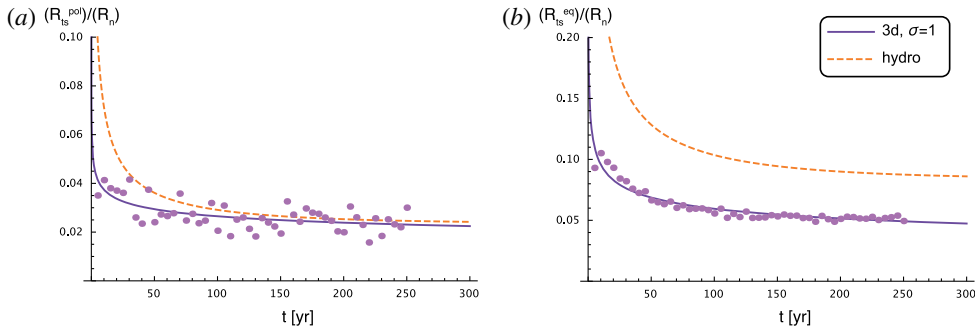 (a) (R_ts^pol)/(R_n)
0.10
0.08
0.06
0.04
0.02
50 100 150 200 250 300
t [yr]
(b) (R_ts^eq)/(R_n)
0.20
0.15
0.10
0.05
50 100 150 200 250 300
t [yr]
3d, σ=1
hydro